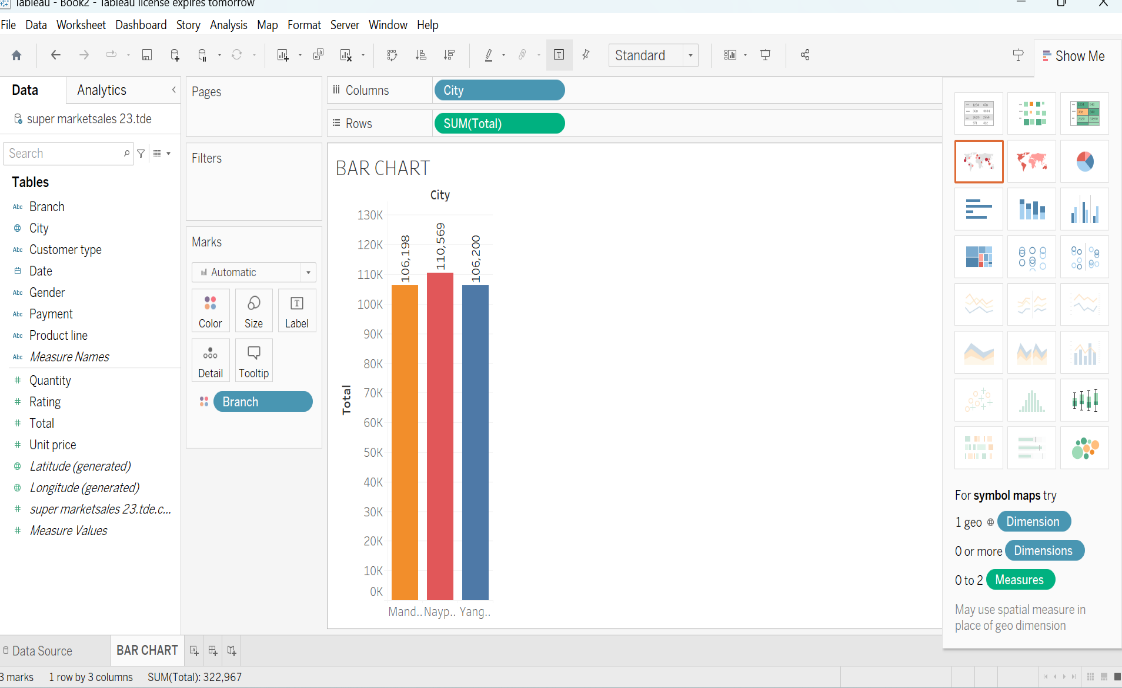 Tableau - Book2 - Tableau license expires tomorrow
File Data Worksheet Dashboard Story Analysis Map Format Server Window Help
Standard
Show Me
Data Analytics
super marketsales 23.tde
Search
Tables
Abc Branch
City
Abc Customer type
Date
Abc Gender
Abc Payment
Abc Product line
Abc Measure Names
# Quantity
# Rating
# Total
# Unit price
Latitude (generated)
Longitude (generated)
# super marketsales 23.tde.c...
# Measure Values
Pages
Filters
Marks
Automatic
Color Size Label
Detail Tooltip
Branch
Columns City
Rows SUM(Total)
BAR CHART
City
130K
120K
110K
100K
90K
80K
70K
60K
50K
40K
30K
20K
10K
0K
Total
106,198 110,569 106,200
Mand.. Nayp.. Yang..
For symbol maps try
1 geo Dimension
0 or more Dimensions
0 to 2 Measures
May use spatial measure in
place of geo dimension
Data Source BAR CHART
3 marks 1 row by 3 columns SUM(Total): 322,967